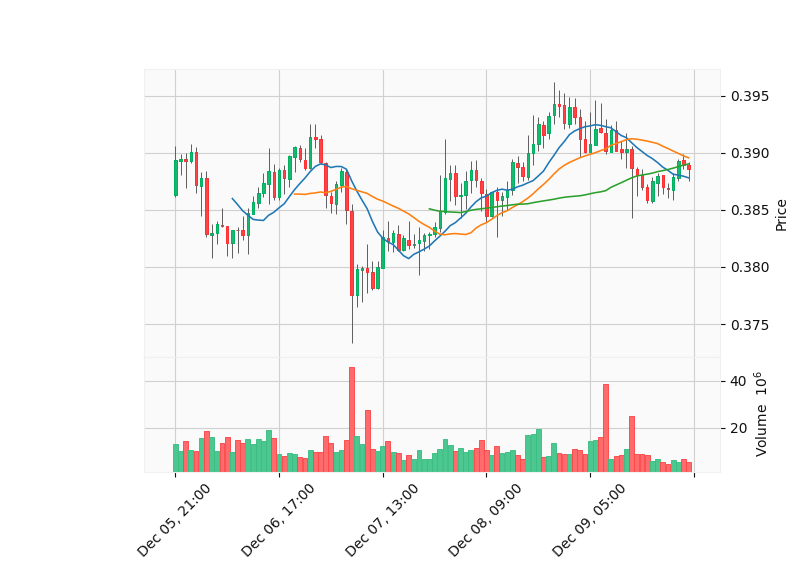 0.395
0.390
0.385
0.380
0.375
Price
40
20
Volume 10^6
Dec 05, 21:00
Dec 06, 17:00
Dec 07, 13:00
Dec 08, 09:00
Dec 09, 05:00